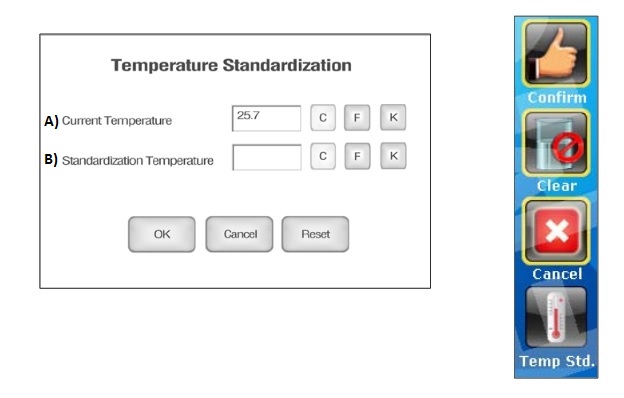 Temperature Standardization
A) Current Temperature 25.7 C F K
B) Standardization Temperature C F K
OK Cancel Reset
Confirm
Clear
Cancel
Temp Std.